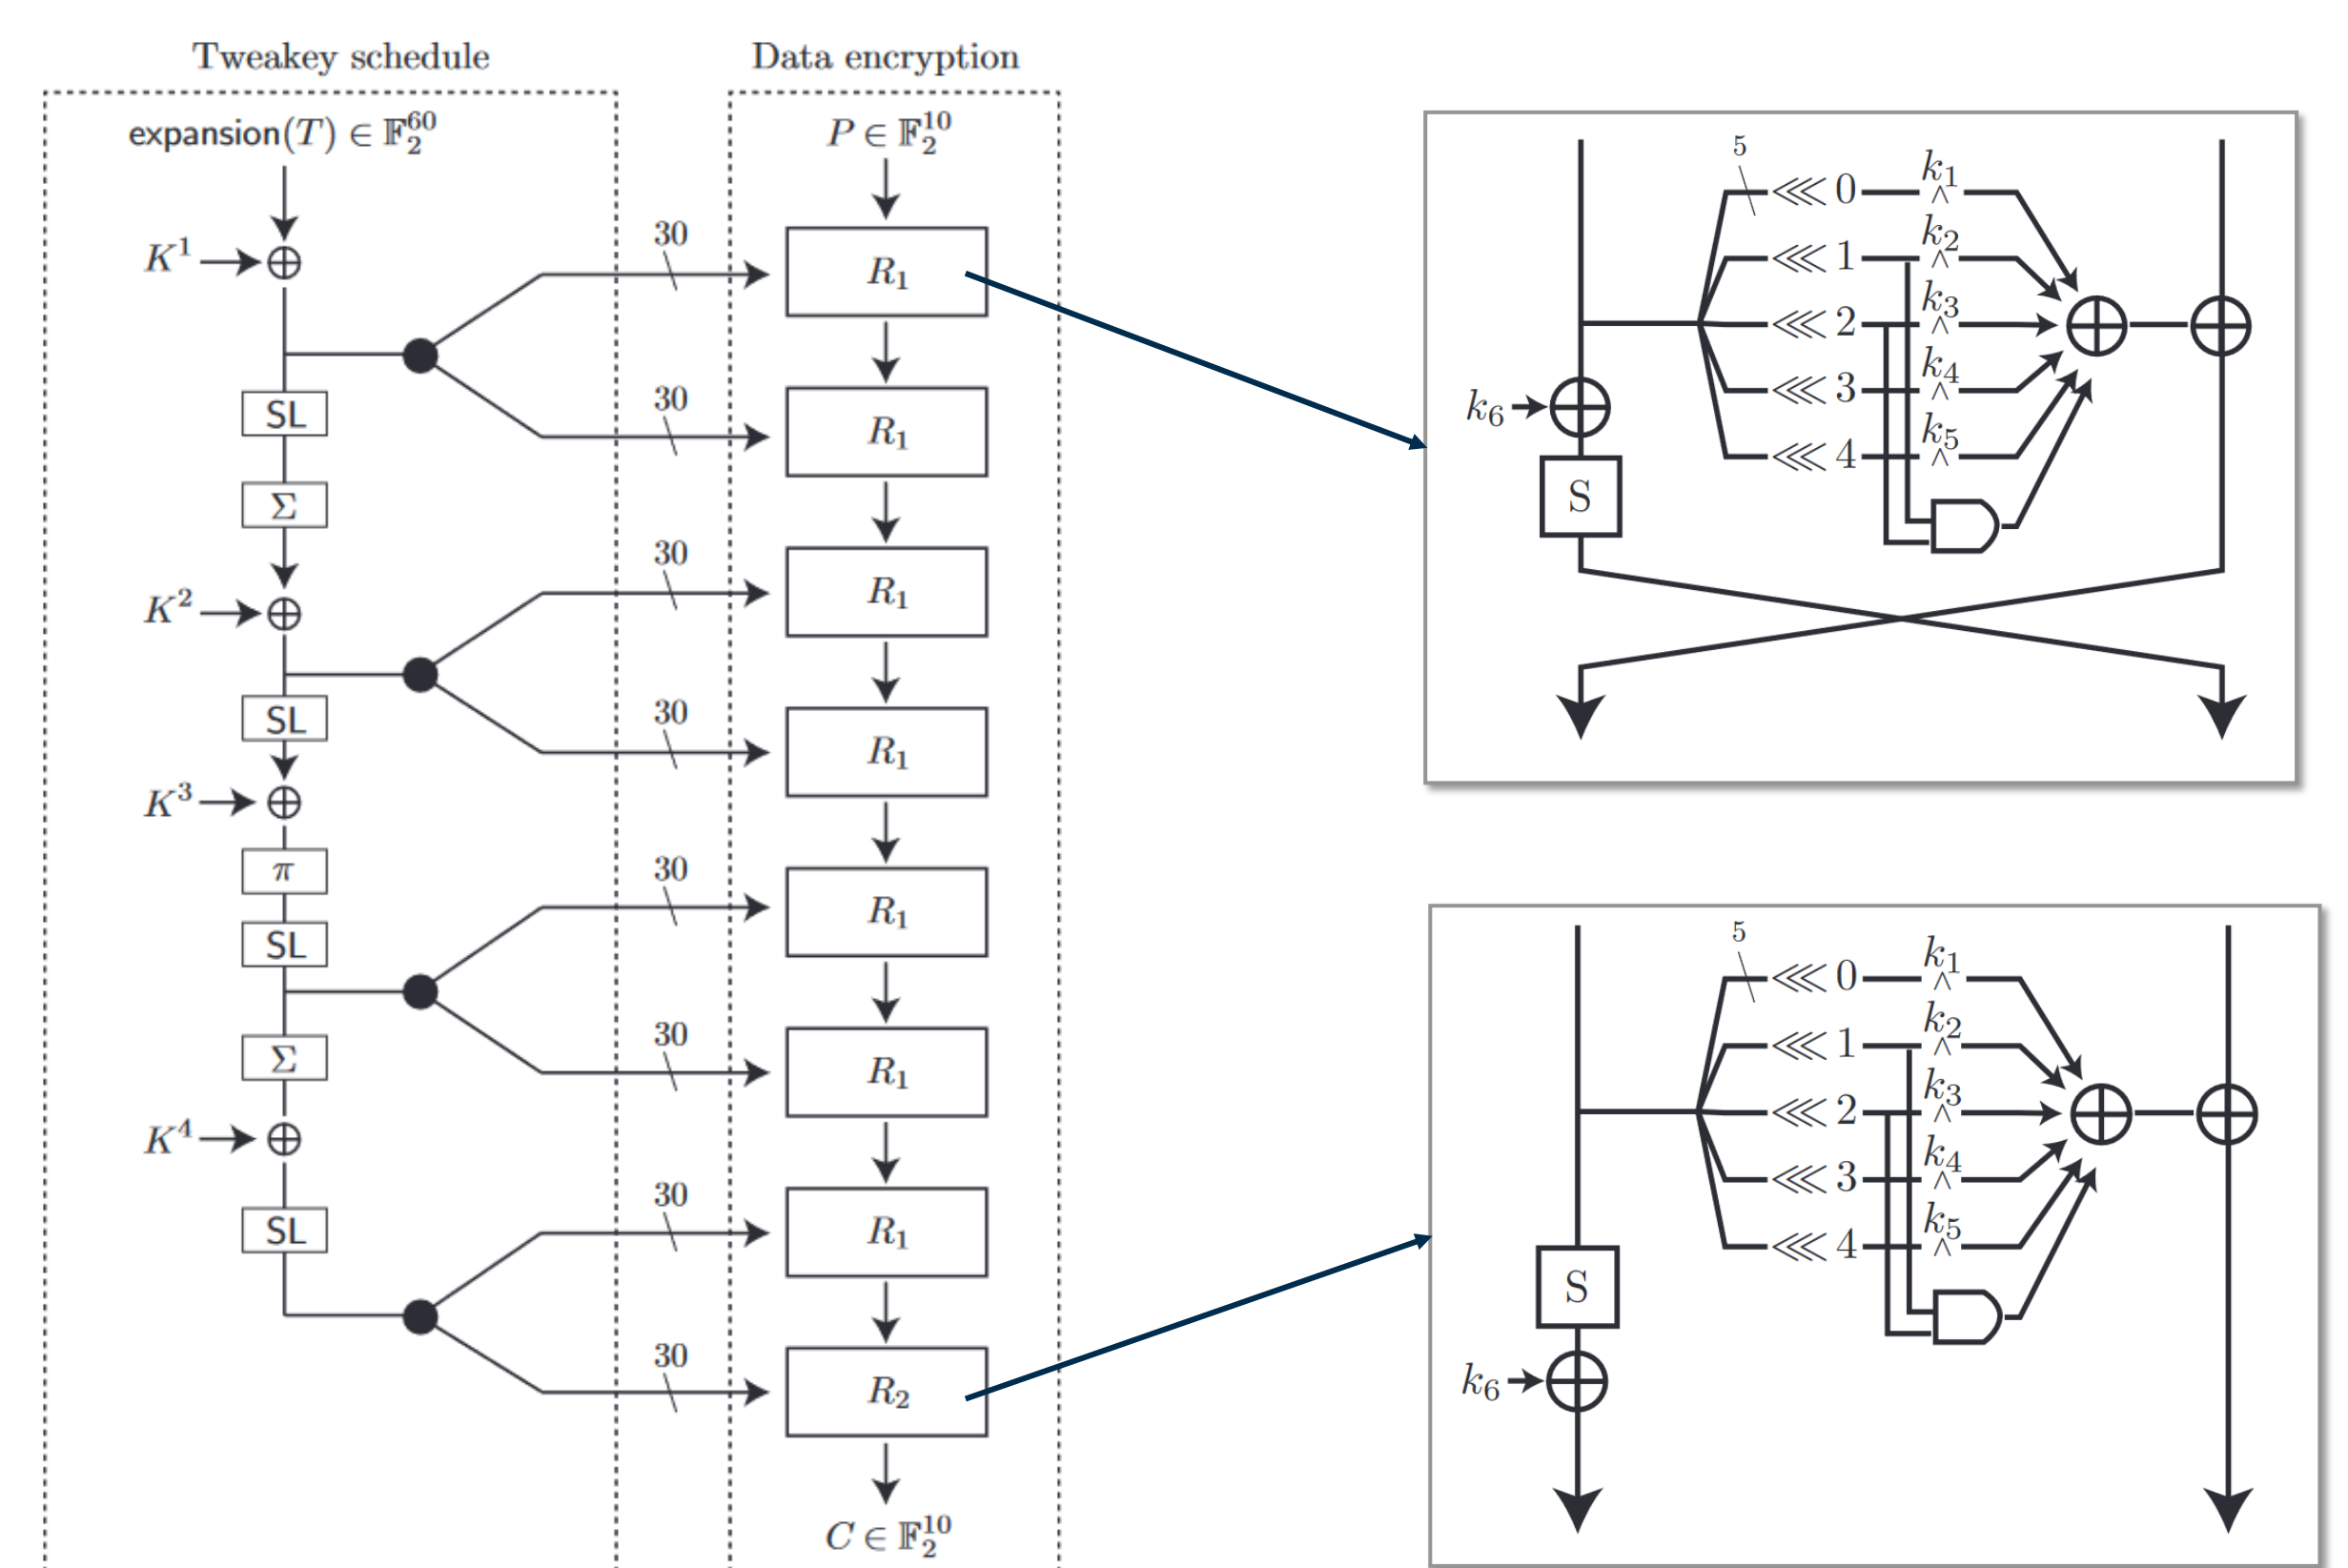 Tweakey schedule
Data encryption
expansion(T) ∈ 𝔽₂⁶⁰
P ∈ 𝔽₂¹⁰
K¹
30
R₁
30
R₁
SL
Σ
K²
30
R₁
30
R₁
SL
K³
π
SL
30
R₁
30
R₁
Σ
K⁴
SL
30
R₁
30
R₂
C ∈ 𝔽₂¹⁰
5
⋘ 0 k₁ ∧
⋘ 1 k₂ ∧
⋘ 2 k₃ ∧
⋘ 3 k₄ ∧
⋘ 4 k₅ ∧
k₆
S
5
⋘ 0 k₁ ∧
⋘ 1 k₂ ∧
⋘ 2 k₃ ∧
⋘ 3 k₄ ∧
⋘ 4 k₅ ∧
S
k₆